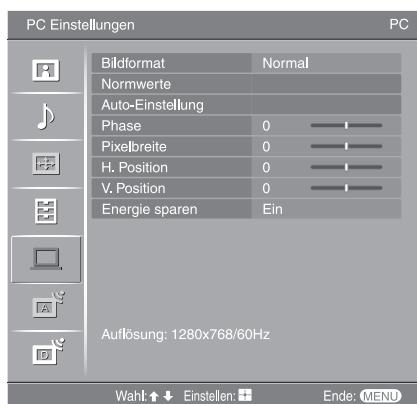 PC Einstellungen PC
Bildformat Normal
Normwerte
Auto-Einstellung
Phase 0
Pixelbreite 0
H. Position 0
V. Position 0
Energie sparen Ein
A
D
Auflösung: 1280x768/60Hz
Wahl: Einstellen: Ende: MENU